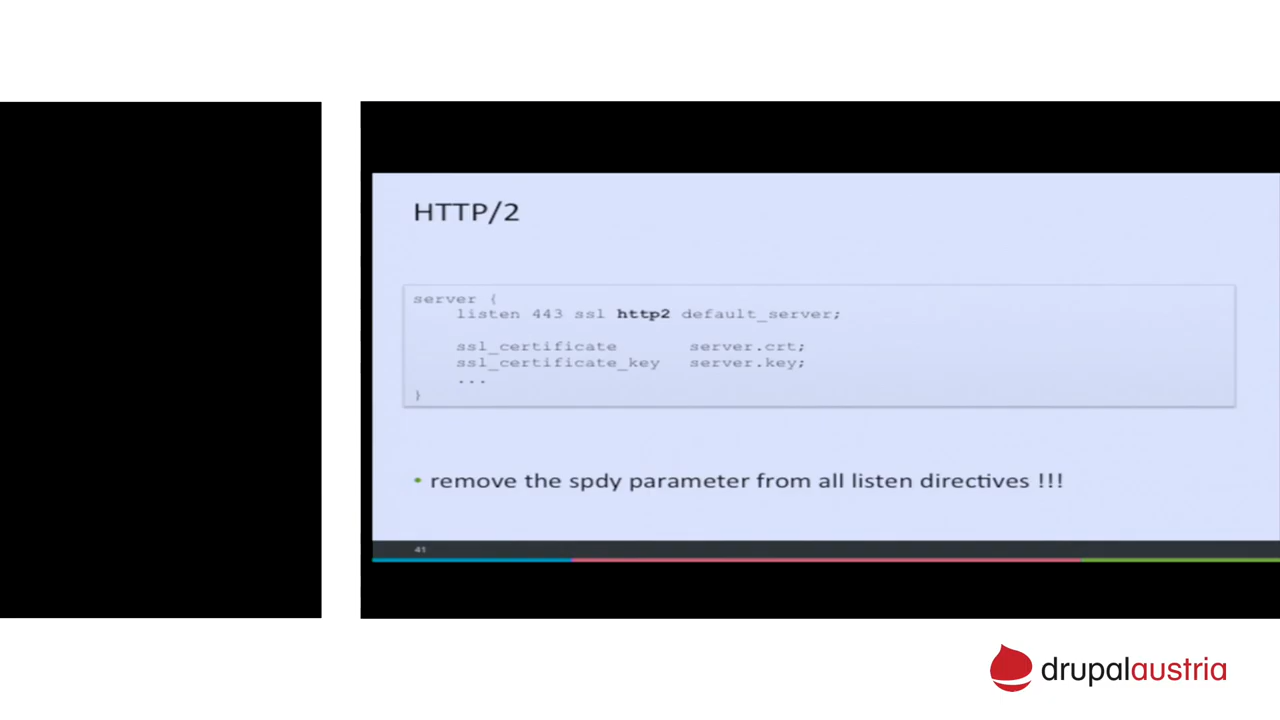 HTTP/2
server {
listen 443 ssl http2 default_server;
ssl_certificate server.crt;
ssl_certificate_key server.key;
...
}
• remove the spdy parameter from all listen directives !!!
41
drupalaustria